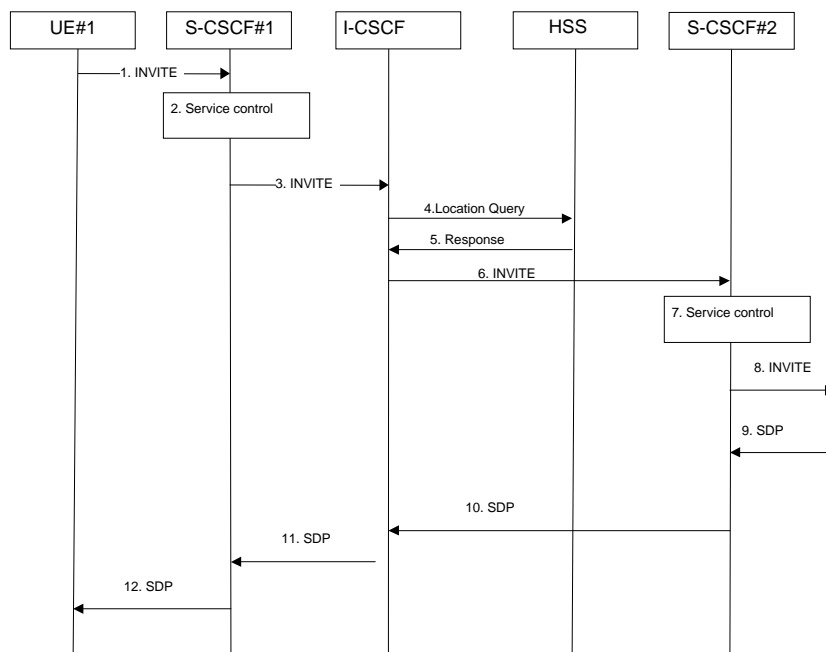 UE#1
S-CSCF#1
I-CSCF
HSS
S-CSCF#2
1. INVITE
2. Service control
3. INVITE
4.Location Query
5. Response
6. INVITE
7. Service control
8. INVITE
9. SDP
10. SDP
11. SDP
12. SDP